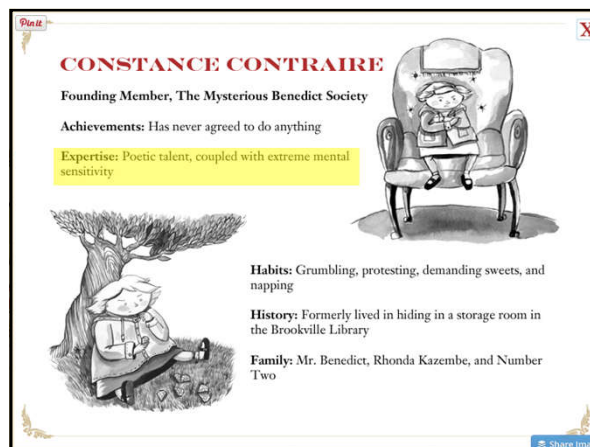 Pin it
X
CONSTANCE CONTRAIRE
Founding Member, The Mysterious Benedict Society
Achievements: Has never agreed to do anything
Expertise: Poetic talent, coupled with extreme mental
sensitivity
Habits: Grumbling, protesting, demanding sweets, and
napping
History: Formerly lived in hiding in a storage room in
the Brookville Library
Family: Mr. Benedict, Rhonda Kazembe, and Number
Two
Share Ima